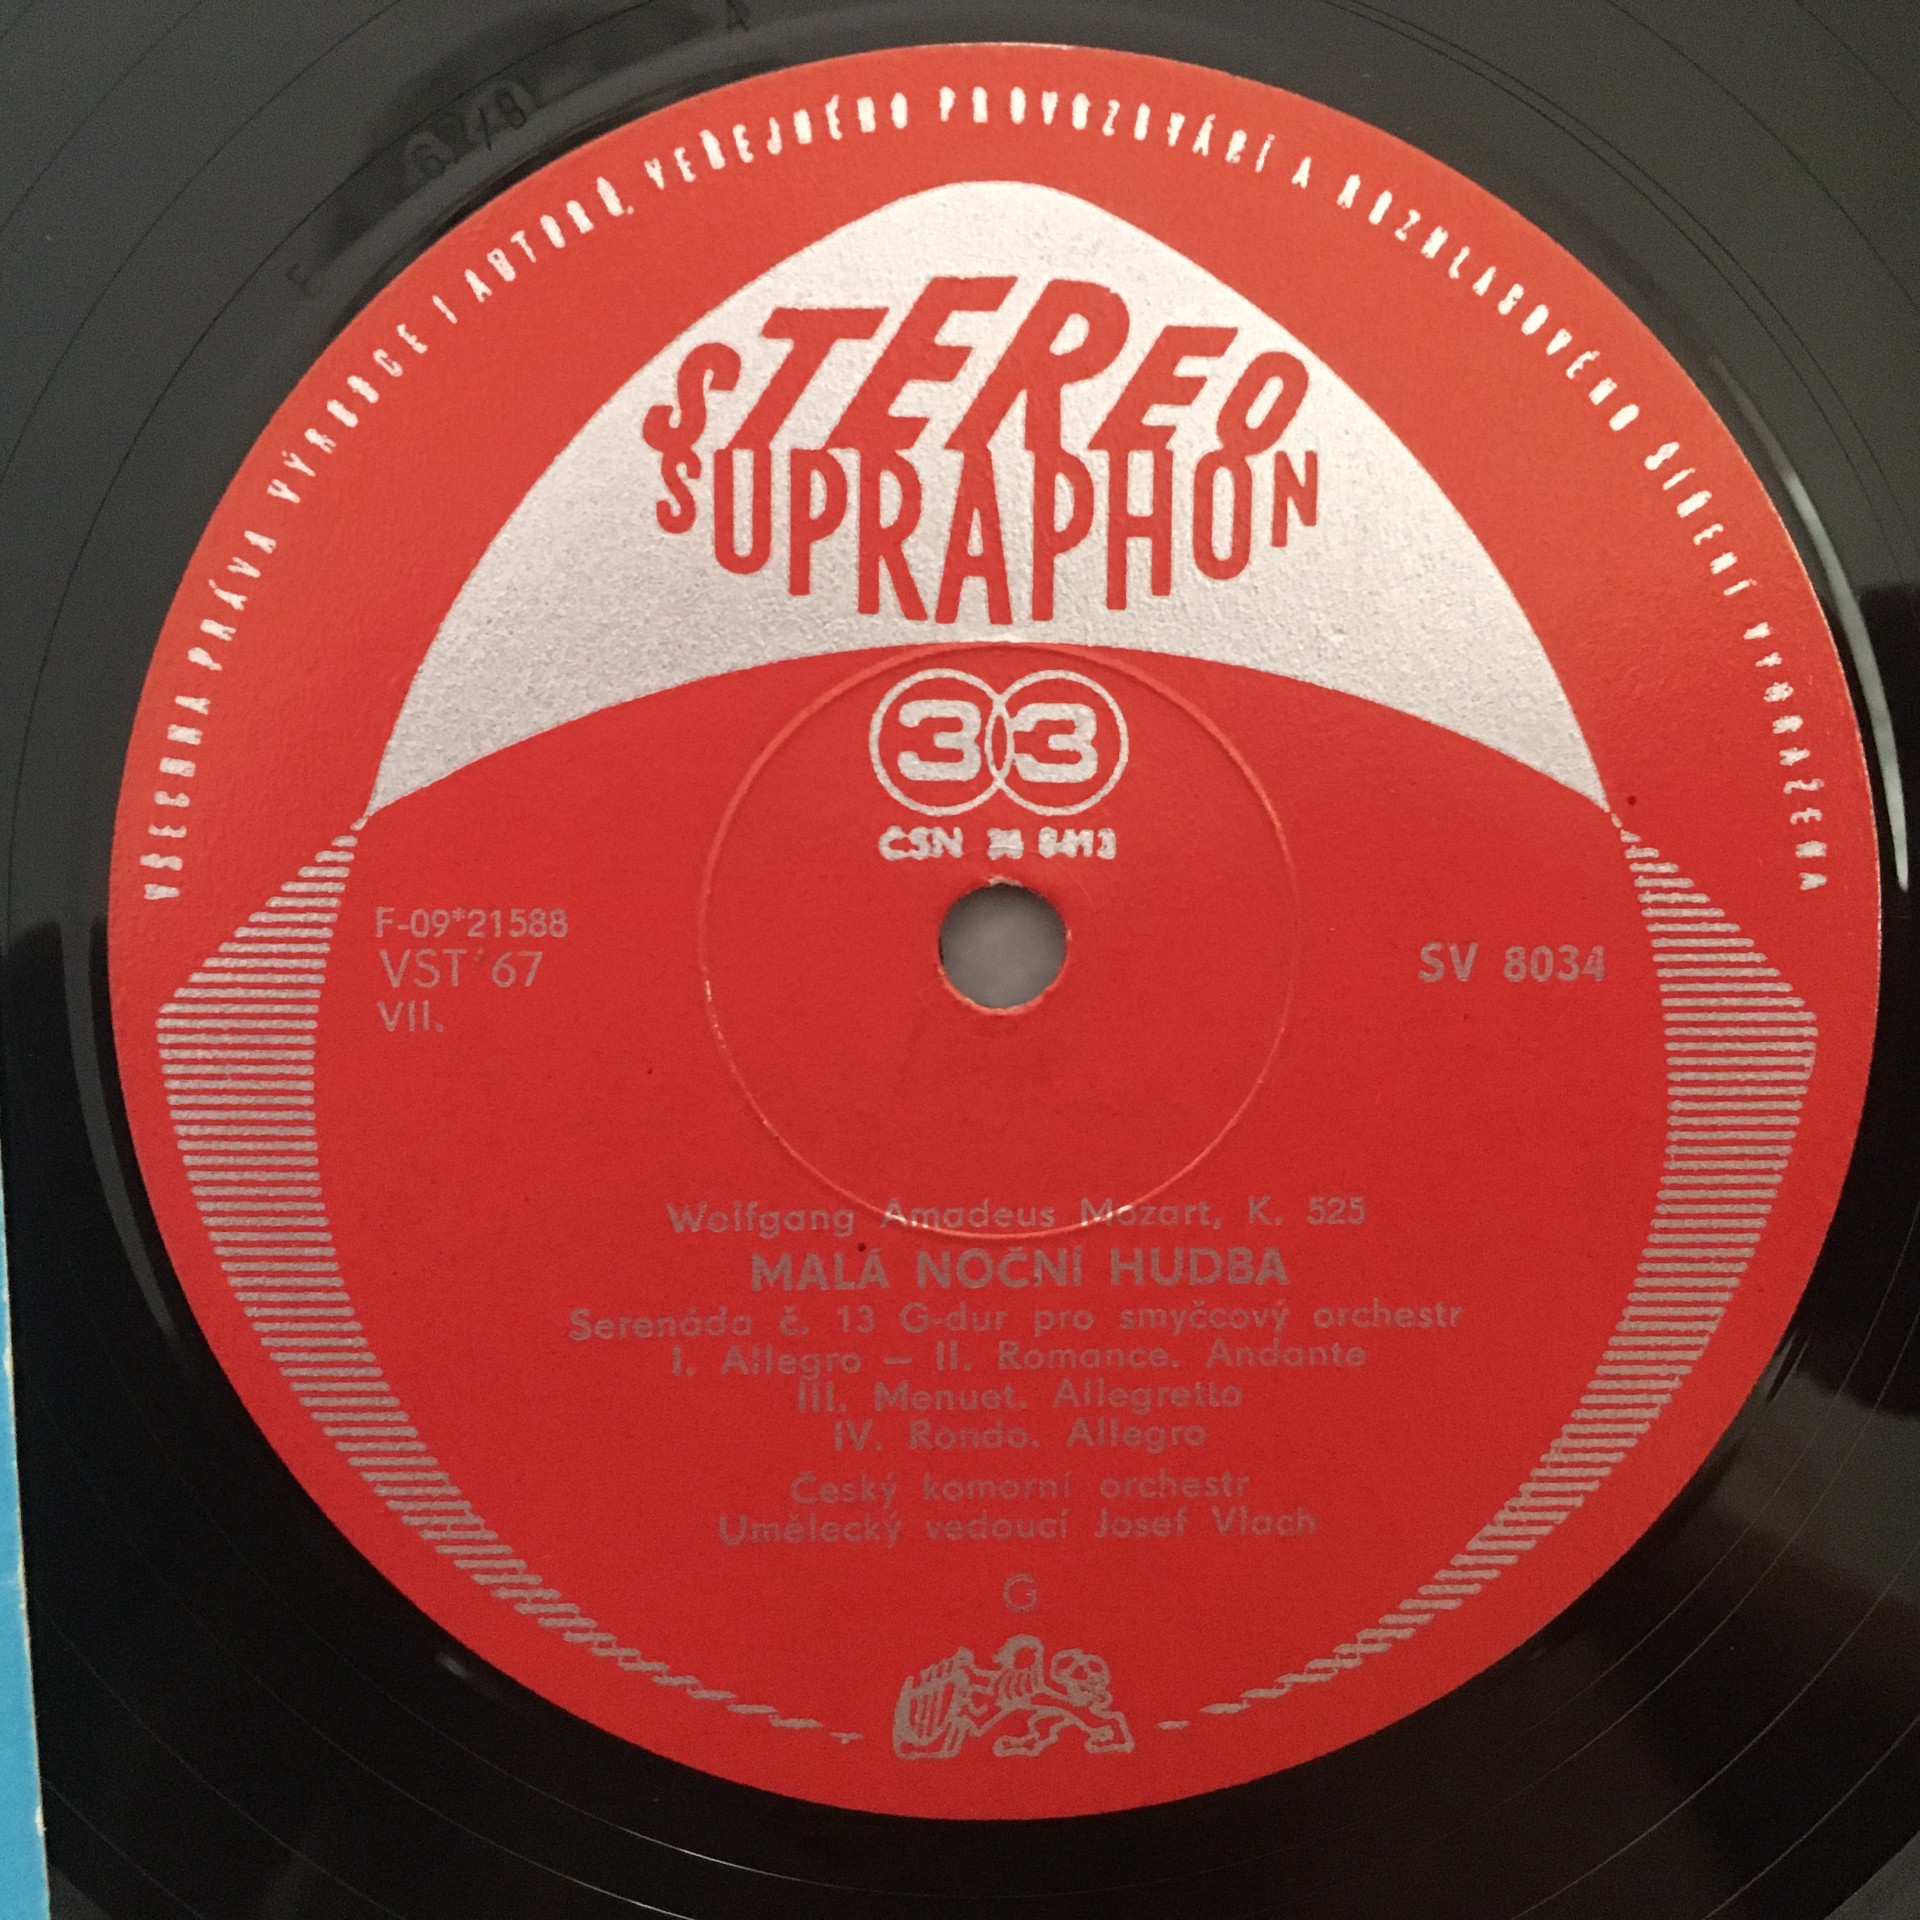 VŠECHNA PRÁVA VÝROBCE I AUTORŮ, VEŘEJNÉHO PROVOZOVÁNÍ A ROZHLASOVÉHO ŠÍŘENÍ VYHRAŽENA
STEREO
SUPRAPHON
33
ČSN
F-09*21588
VST 67
VII.
SV 8034
Wolfgang Amadeus Mozart, K. 525
MALÁ NOČNÍ HUDBA
Serenáda č. 13 G-dur pro smyčcový orchestr
I. Allegro — II. Romance. Andante
III. Menuet. Allegretto
IV. Rondo. Allegro
Český komorní orchestr
Umělecký vedoucí Josef Vlach
G